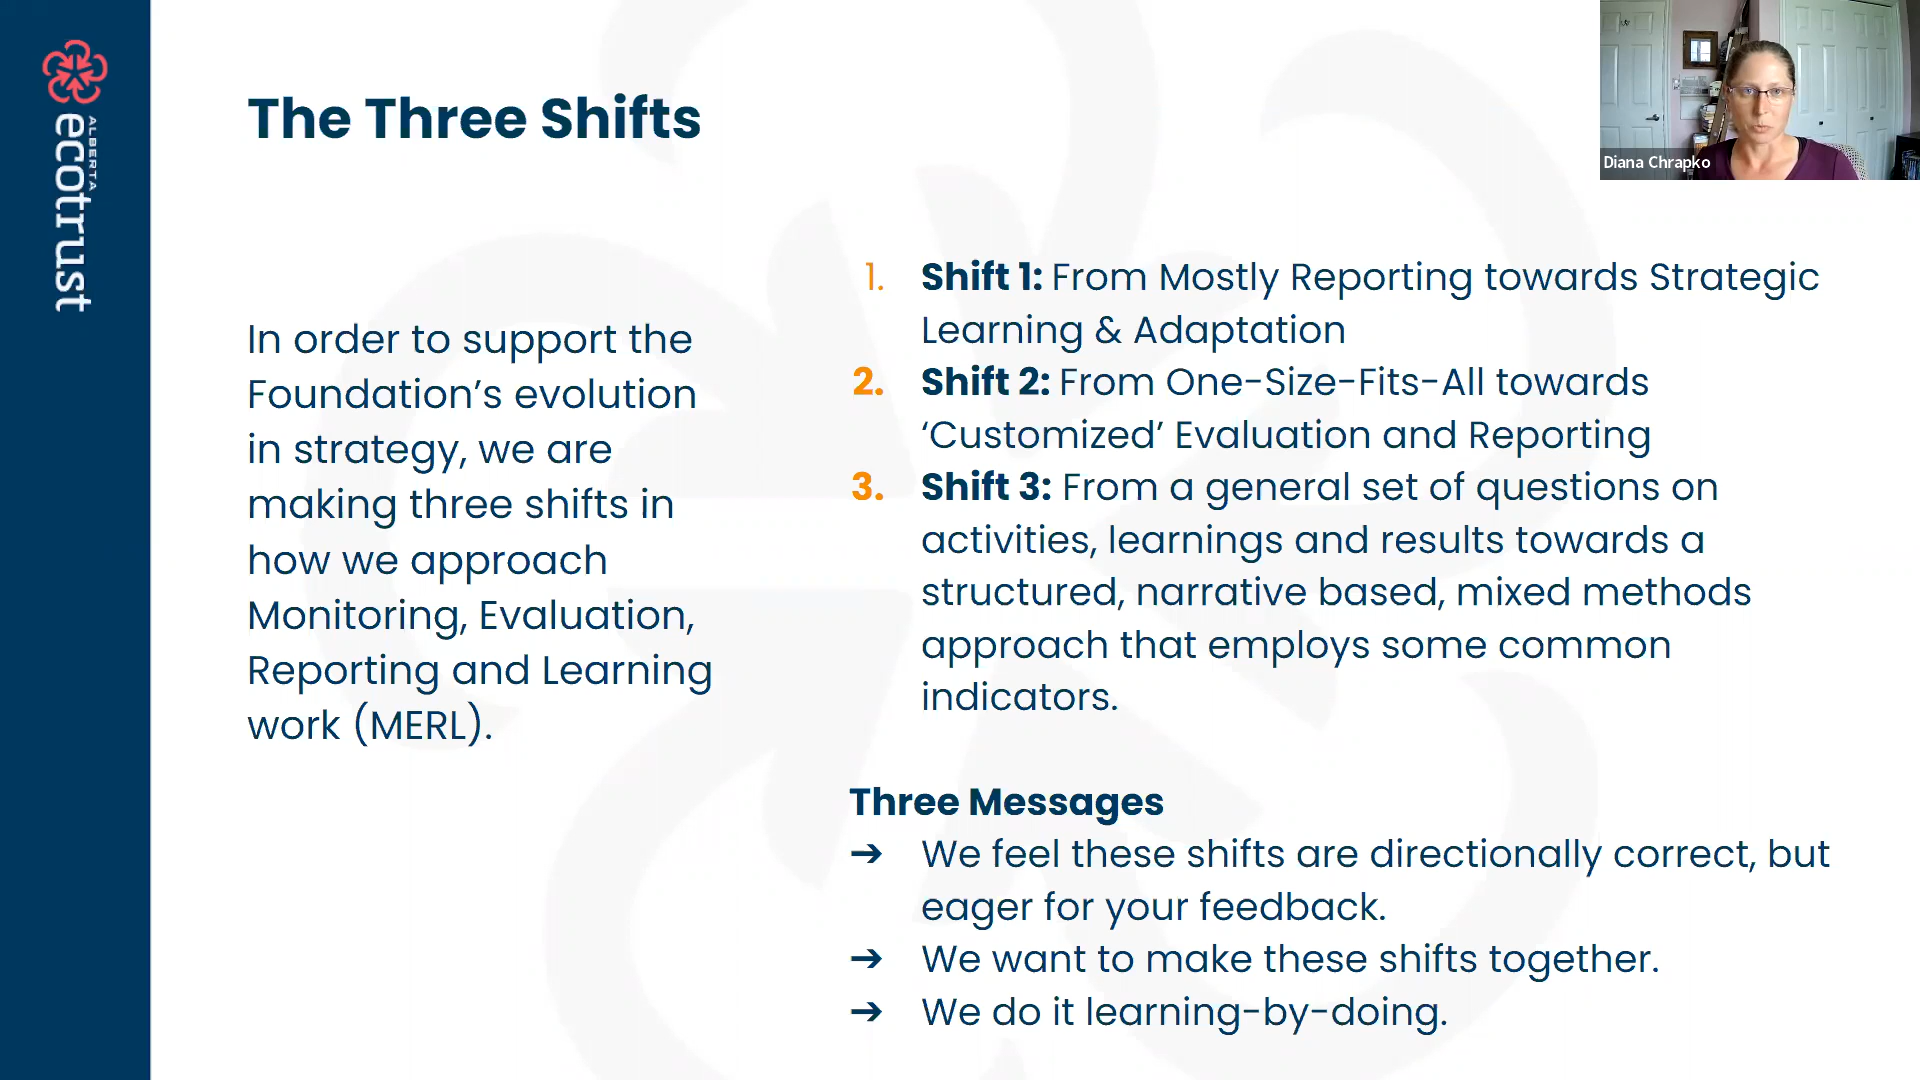 ALBERTA
ecotrust
The Three Shifts
Diana Chrapko
In order to support the
Foundation’s evolution
in strategy, we are
making three shifts in
how we approach
Monitoring, Evaluation,
Reporting and Learning
work (MERL).
1. Shift 1: From Mostly Reporting towards Strategic
Learning & Adaptation
2. Shift 2: From One-Size-Fits-All towards
‘Customized’ Evaluation and Reporting
3. Shift 3: From a general set of questions on
activities, learnings and results towards a
structured, narrative based, mixed methods
approach that employs some common
indicators.
Three Messages
➔ We feel these shifts are directionally correct, but
eager for your feedback.
➔ We want to make these shifts together.
➔ We do it learning-by-doing.